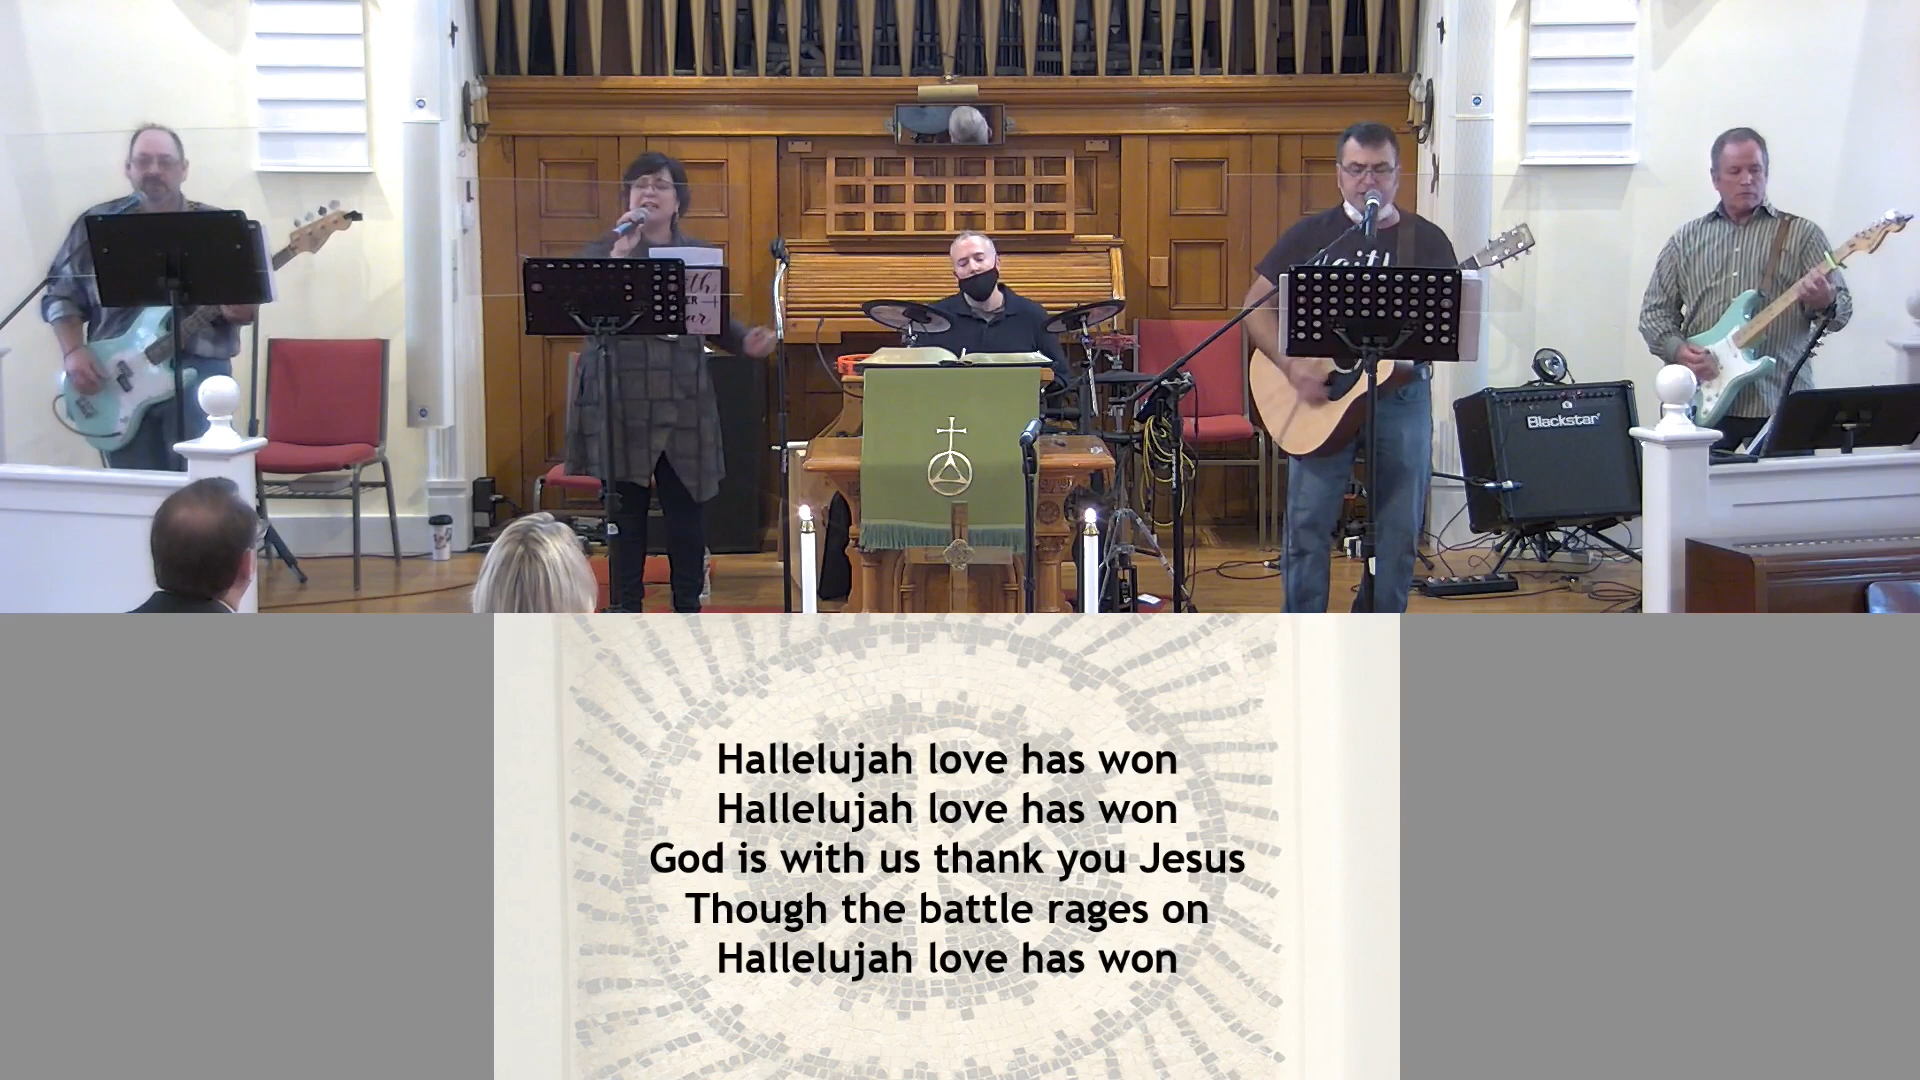 Blackstar
Hallelujah love has won
Hallelujah love has won
God is with us thank you Jesus
Though the battle rages on
Hallelujah love has won